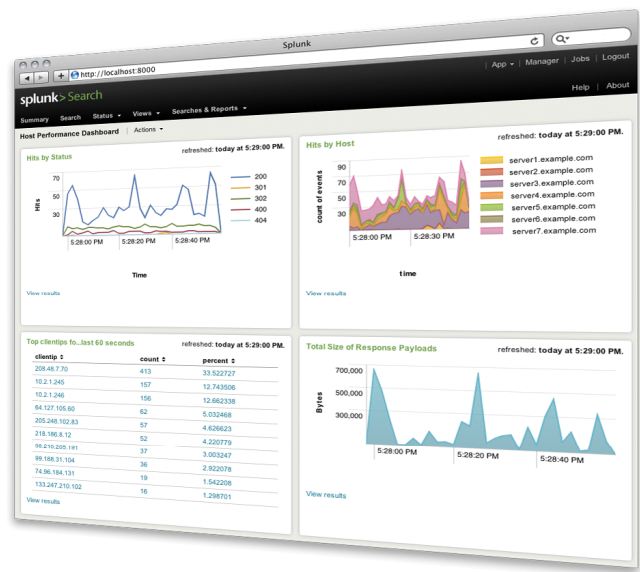 Splunk
http://localhost:8000
Q
splunk> Search
App | Manager | Jobs | Logout
Summary Search Status Views Searches & Reports
Help | About
Host Performance Dashboard | Actions
Hits by Status
refreshed: today at 5:29:00 PM.
Hits
70
50
30
5:28:00 PM 5:28:20 PM 5:28:40 PM
Time
200
301
302
400
404
View results
Hits by Host
refreshed: today at 5:29:00 PM.
count of events
90
70
50
30
5:28:00 PM 5:28:30 PM
time
server1.example.com
server2.example.com
server3.example.com
server4.example.com
server5.example.com
server6.example.com
server7.example.com
View results
Top clientips fo...last 60 seconds
refreshed: today at 5:29:00 PM.
clientip count percent
208.48.7.70 413 33.522727
10.2.1.245 157 12.743506
10.2.1.246 156 12.662338
64.127.105.60 62 5.032468
205.248.102.83 57 4.626623
218.186.8.12 52 4.220779
37 3.003247
99.188.31.104 36 2.922078
74.96.184.131 19 1.542208
133.247.210.102 16 1.298701
View results
Total Size of Response Payloads
refreshed: today at 5:29:00 PM.
Bytes
700,000
500,000
300,000
5:28:00 PM 5:28:20 PM 5:28:40 PM
View results